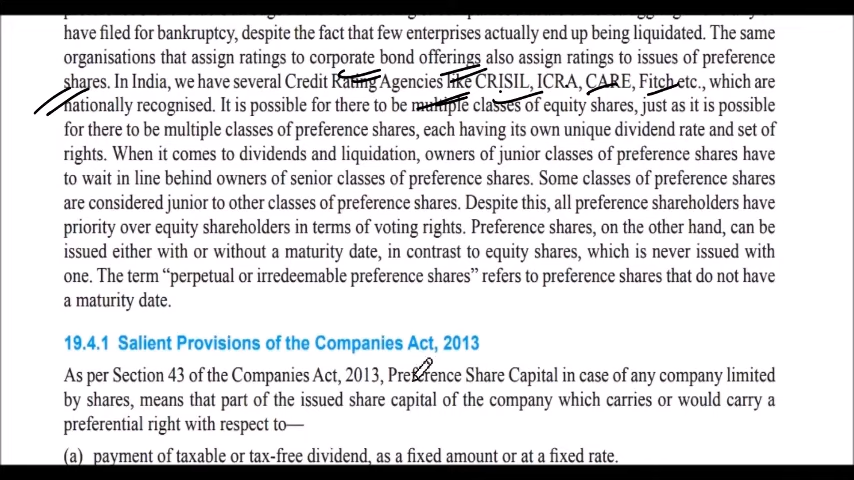 have filed for bankruptcy, despite the fact that few enterprises actually end up being liquidated. The same
organisations that assign ratings to corporate bond offerings also assign ratings to issues of preference
shares. In India, we have several Credit Rating Agencies like CRISIL, ICRA, CARE, Fitch etc., which are
nationally recognised. It is possible for there to be multiple classes of equity shares, just as it is possible
for there to be multiple classes of preference shares, each having its own unique dividend rate and set of
rights. When it comes to dividends and liquidation, owners of junior classes of preference shares have
to wait in line behind owners of senior classes of preference shares. Some classes of preference shares
are considered junior to other classes of preference shares. Despite this, all preference shareholders have
priority over equity shareholders in terms of voting rights. Preference shares, on the other hand, can be
issued either with or without a maturity date, in contrast to equity shares, which is never issued with
one. The term “perpetual or irredeemable preference shares” refers to preference shares that do not have
a maturity date.
19.4.1 Salient Provisions of the Companies Act, 2013
As per Section 43 of the Companies Act, 2013, Preference Share Capital in case of any company limited
by shares, means that part of the issued share capital of the company which carries or would carry a
preferential right with respect to—
(a) payment of taxable or tax-free dividend, as a fixed amount or at a fixed rate.